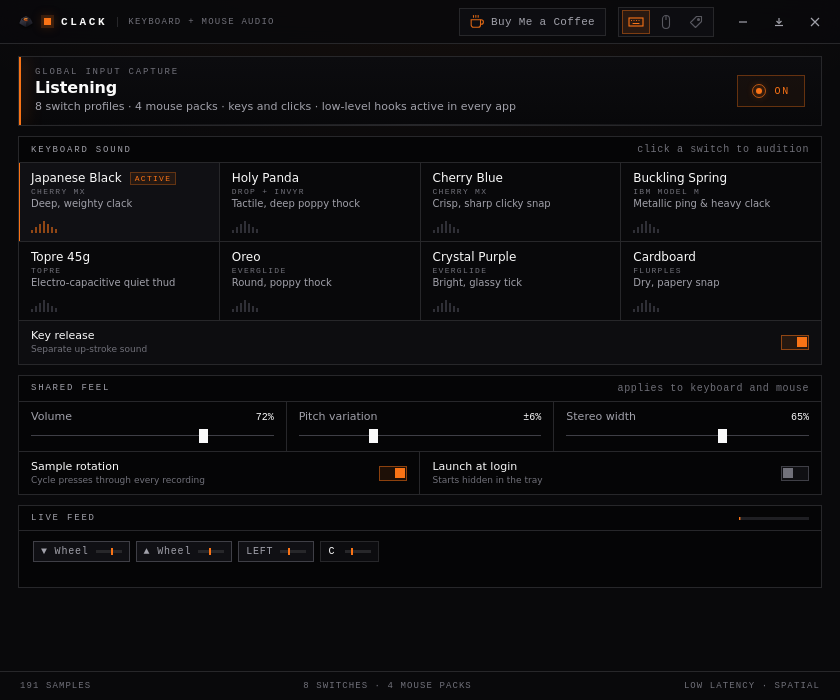 CLACK | KEYBOARD + MOUSE AUDIO
Buy Me a Coffee
GLOBAL INPUT CAPTURE
Listening
8 switch profiles · 4 mouse packs · keys and clicks · low-level hooks active in every app
ON
KEYBOARD SOUND
click a switch to audition
Japanese Black ACTIVE
CHERRY MX
Deep, weighty clack
Holy Panda
DROP + INVYR
Tactile, deep poppy thock
Cherry Blue
CHERRY MX
Crisp, sharp clicky snap
Buckling Spring
IBM MODEL M
Metallic ping & heavy clack
Topre 45g
TOPRE
Electro-capacitive quiet thud
Oreo
EVERGLIDE
Round, poppy thock
Crystal Purple
EVERGLIDE
Bright, glassy tick
Cardboard
FLURPLES
Dry, papery snap
Key release
Separate up-stroke sound
SHARED FEEL
applies to keyboard and mouse
Volume 72%
Pitch variation ±6%
Stereo width 65%
Sample rotation
Cycle presses through every recording
Launch at login
Starts hidden in the tray
LIVE FEED
▼ Wheel
▲ Wheel
LEFT
C
191 SAMPLES
8 SWITCHES · 4 MOUSE PACKS
LOW LATENCY · SPATIAL